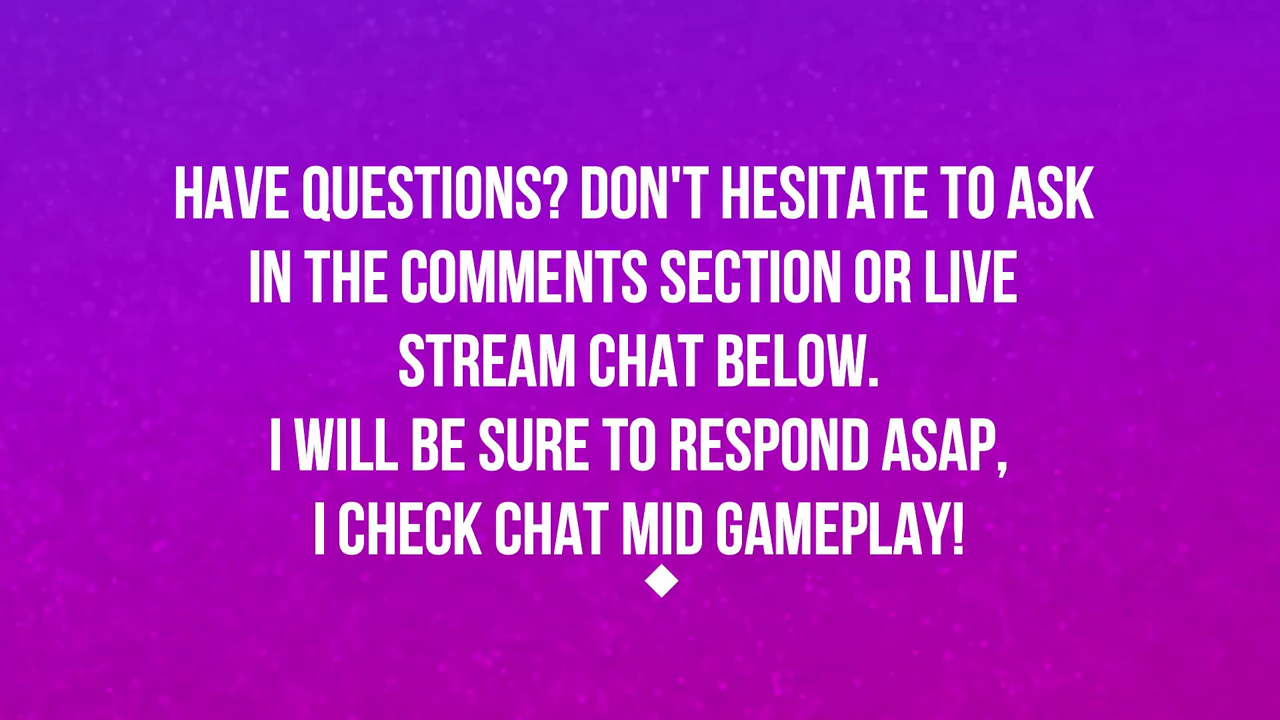 HAVE QUESTIONS? DON'T HESITATE TO ASK
IN THE COMMENTS SECTION OR LIVE
STREAM CHAT BELOW.
I WILL BE SURE TO RESPOND ASAP,
I CHECK CHAT MID GAMEPLAY!